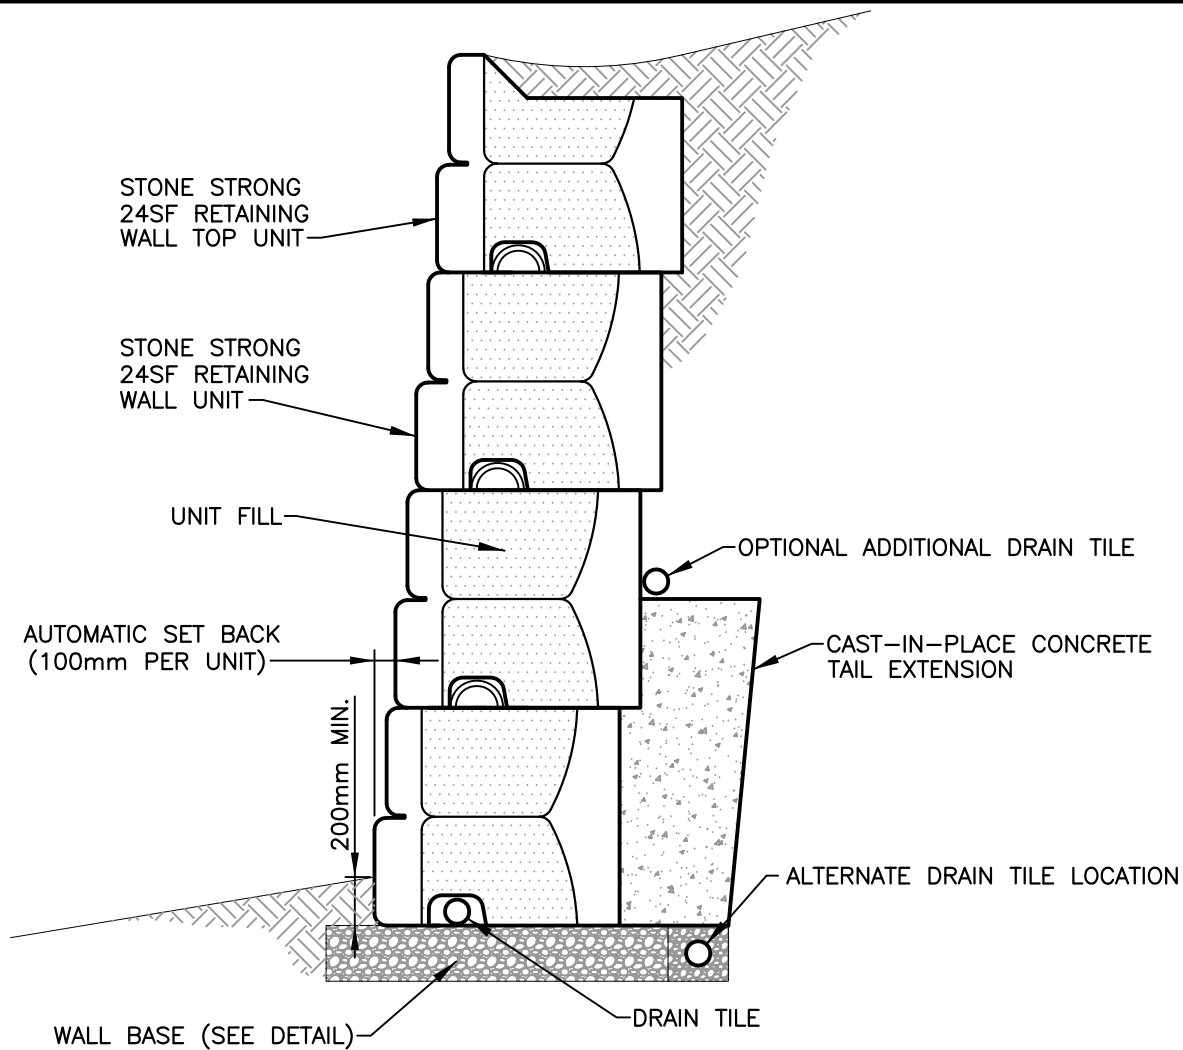 STONE STRONG
24SF RETAINING
WALL TOP UNIT
STONE STRONG
24SF RETAINING
WALL UNIT
UNIT FILL
OPTIONAL ADDITIONAL DRAIN TILE
AUTOMATIC SET BACK
(100mm PER UNIT)
CAST-IN-PLACE CONCRETE
TAIL EXTENSION
200mm MIN.
ALTERNATE DRAIN TILE LOCATION
DRAIN TILE
WALL BASE (SEE DETAIL)